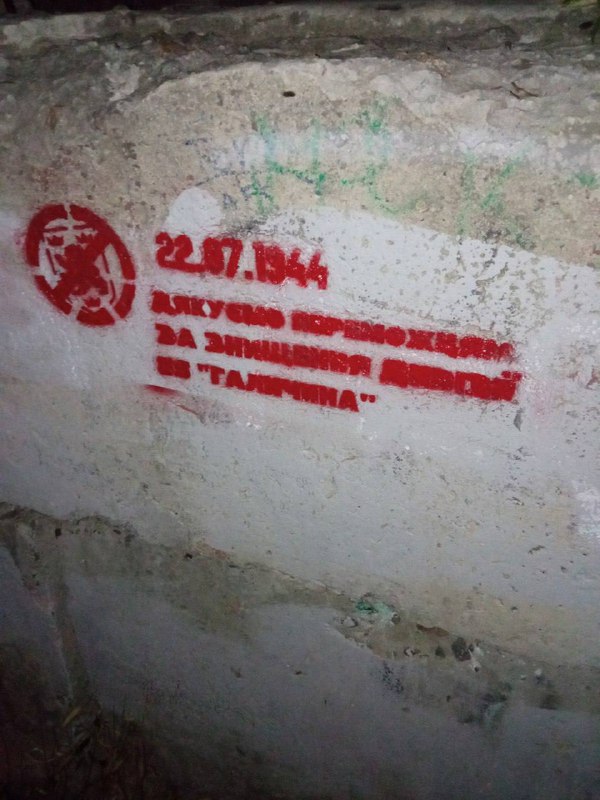 22.07.1944
ДЯКУЄМО ПЕРЕМОЖЦЯМ
ЗА ЗНИЩЕННЯ ДИВІЗІЇ
СС "ГАЛИЧИНА"